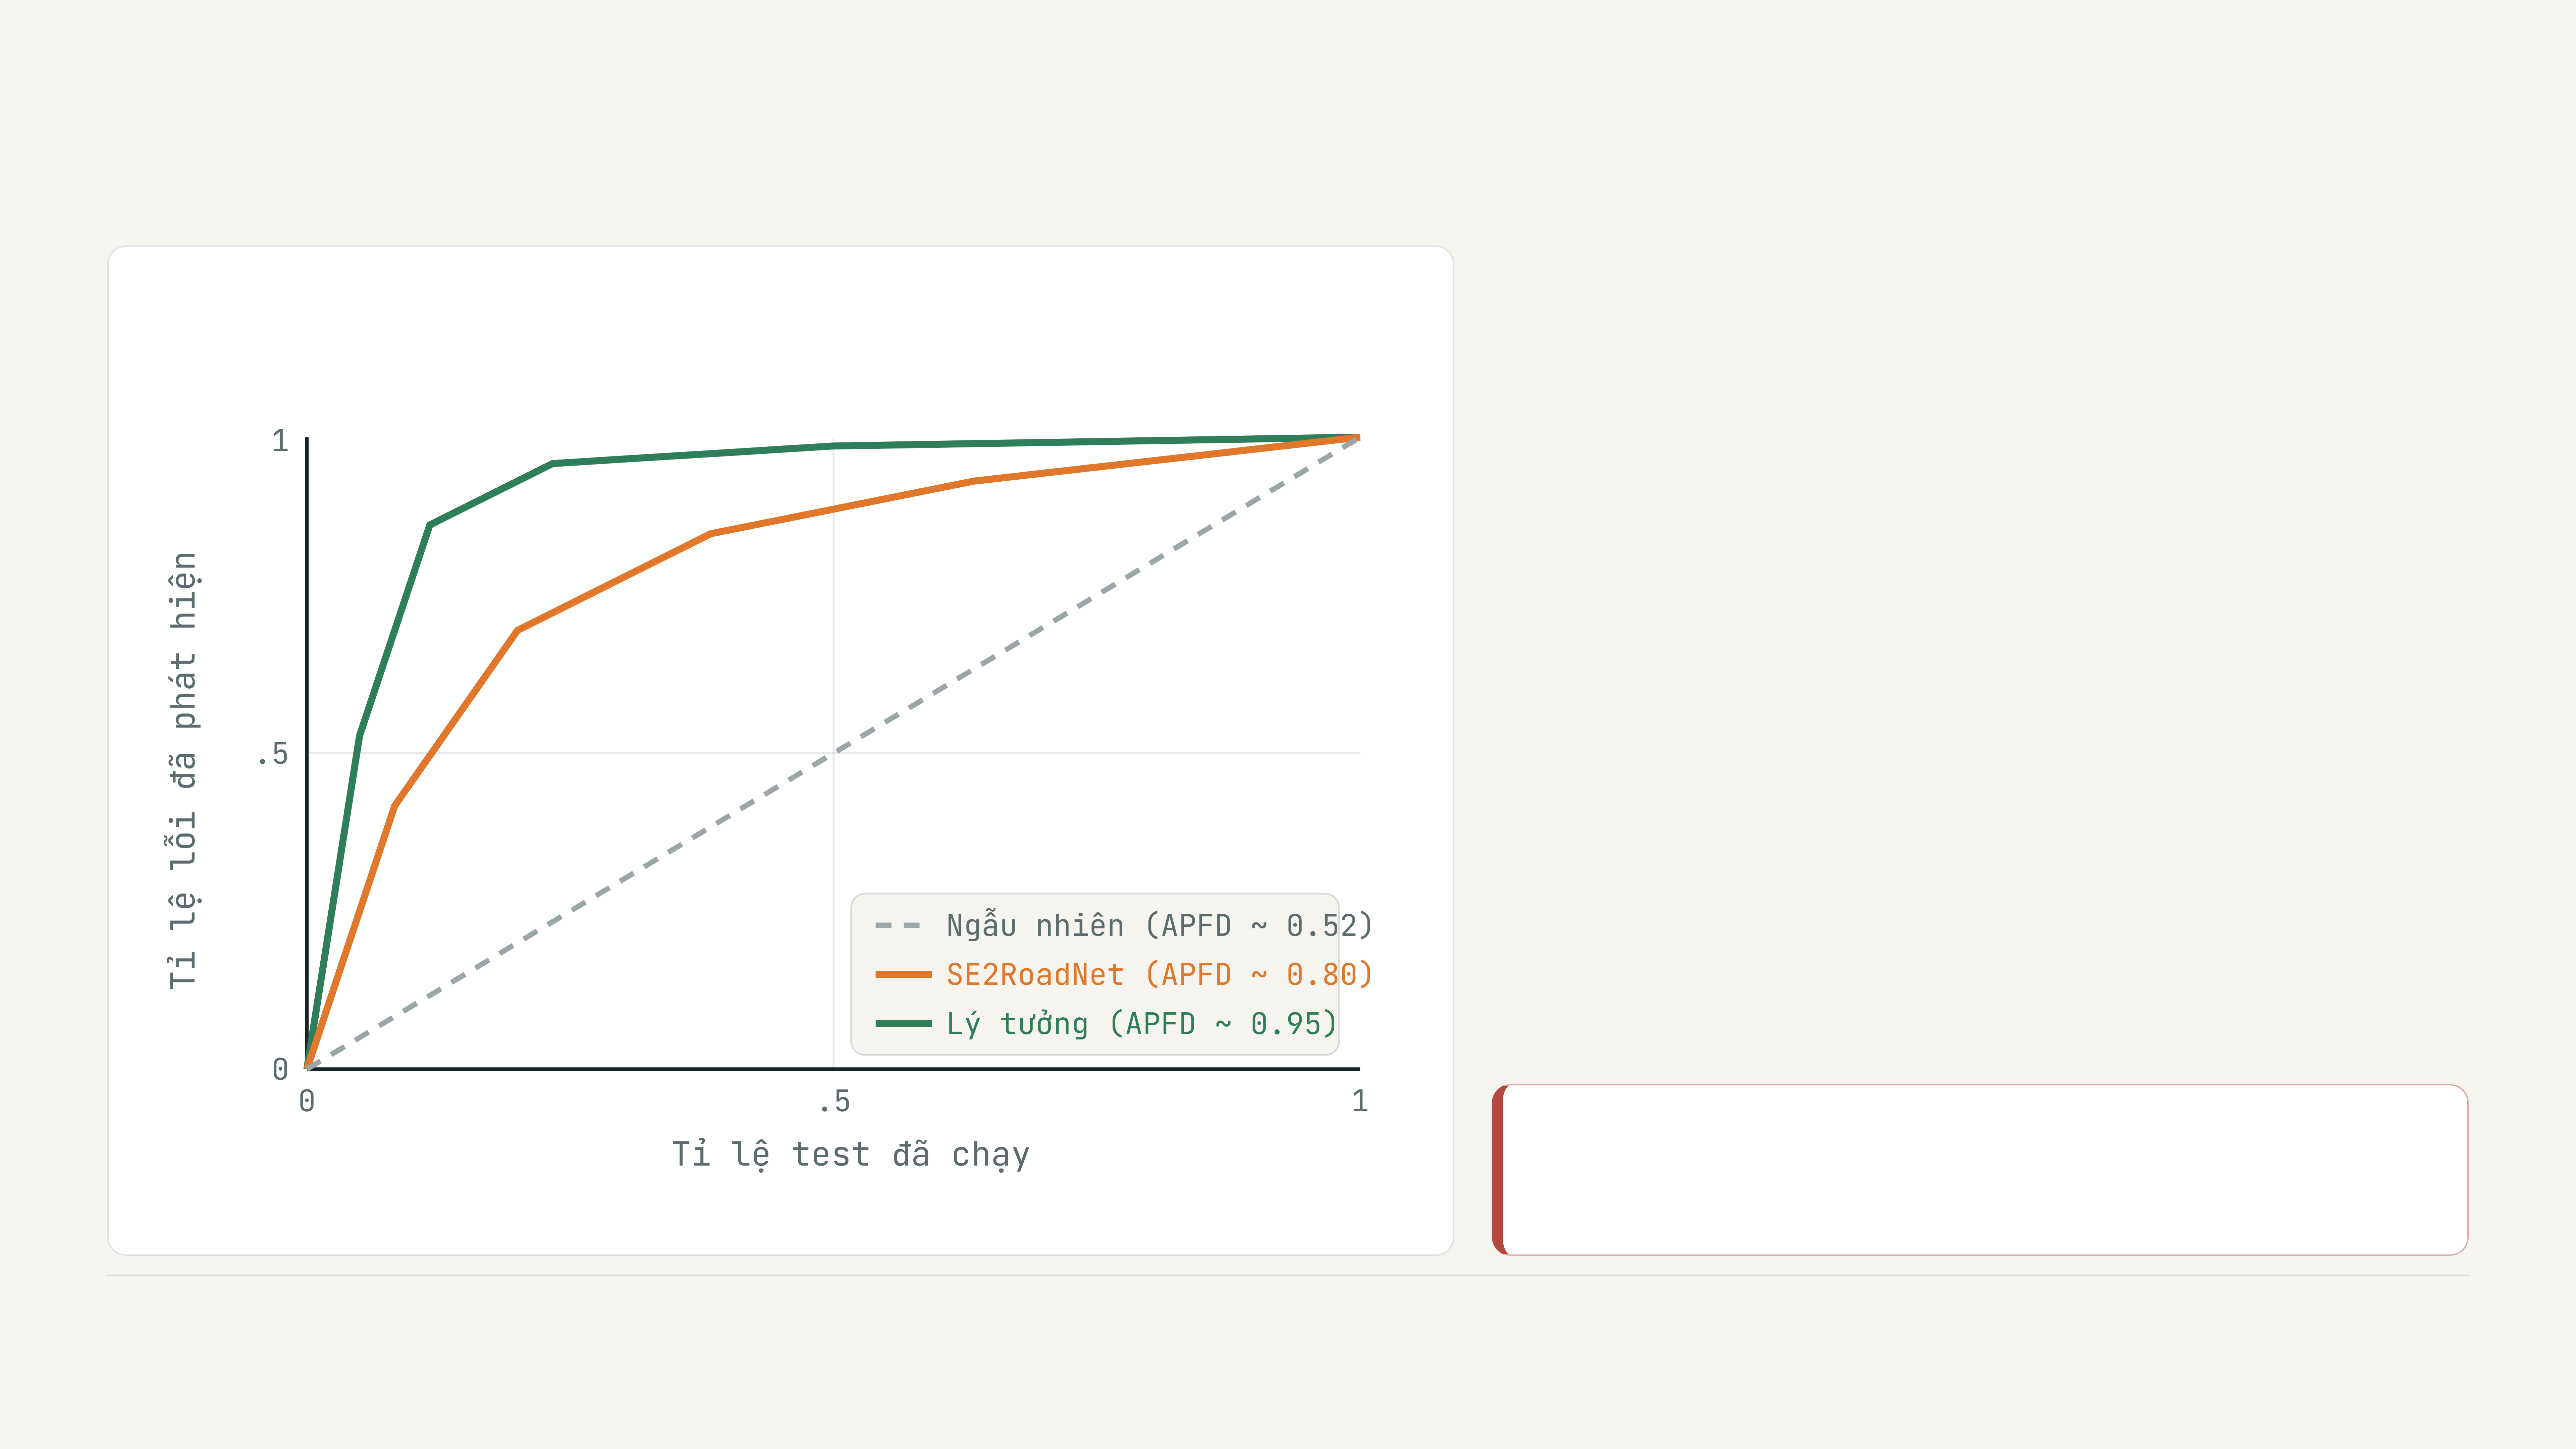 1
.5
0
Tỉ lệ lỗi đã phát hiện
Ngẫu nhiên (APFD ~ 0.52)
SE2RoadNet (APFD ~ 0.80)
Lý tưởng (APFD ~ 0.95)
0
.5
1
Tỉ lệ test đã chạy